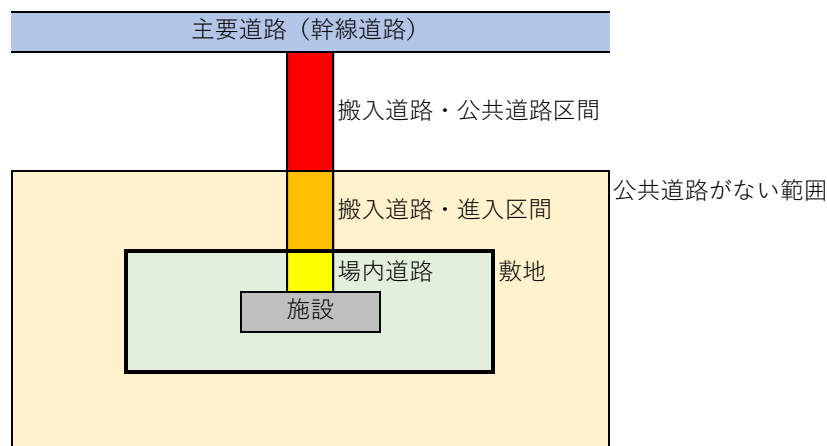 主要道路（幹線道路）
搬入道路・公共道路区間
公共道路がない範囲
搬入道路・進入区間
場内道路
敷地
施設